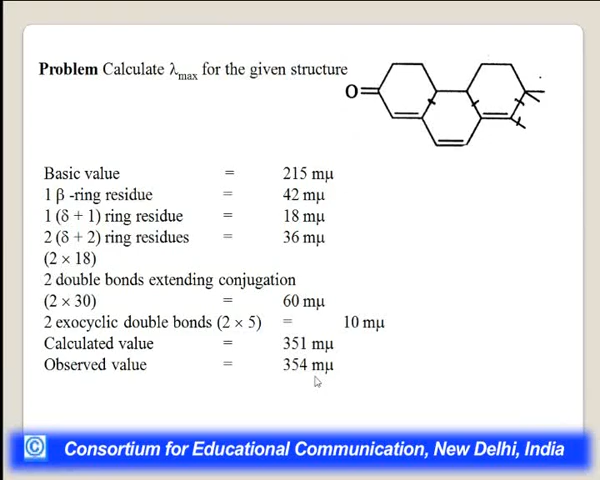 Problem Calculate λmax for the given structure
O
Basic value = 215 mμ
1 β -ring residue = 42 mμ
1 (δ + 1) ring residue = 18 mμ
2 (δ + 2) ring residues = 36 mμ
(2 × 18)
2 double bonds extending conjugation
(2 × 30) = 60 mμ
2 exocyclic double bonds (2 × 5) = 10 mμ
Calculated value = 351 mμ
Observed value = 354 mμ
© Consortium for Educational Communication, New Delhi, India